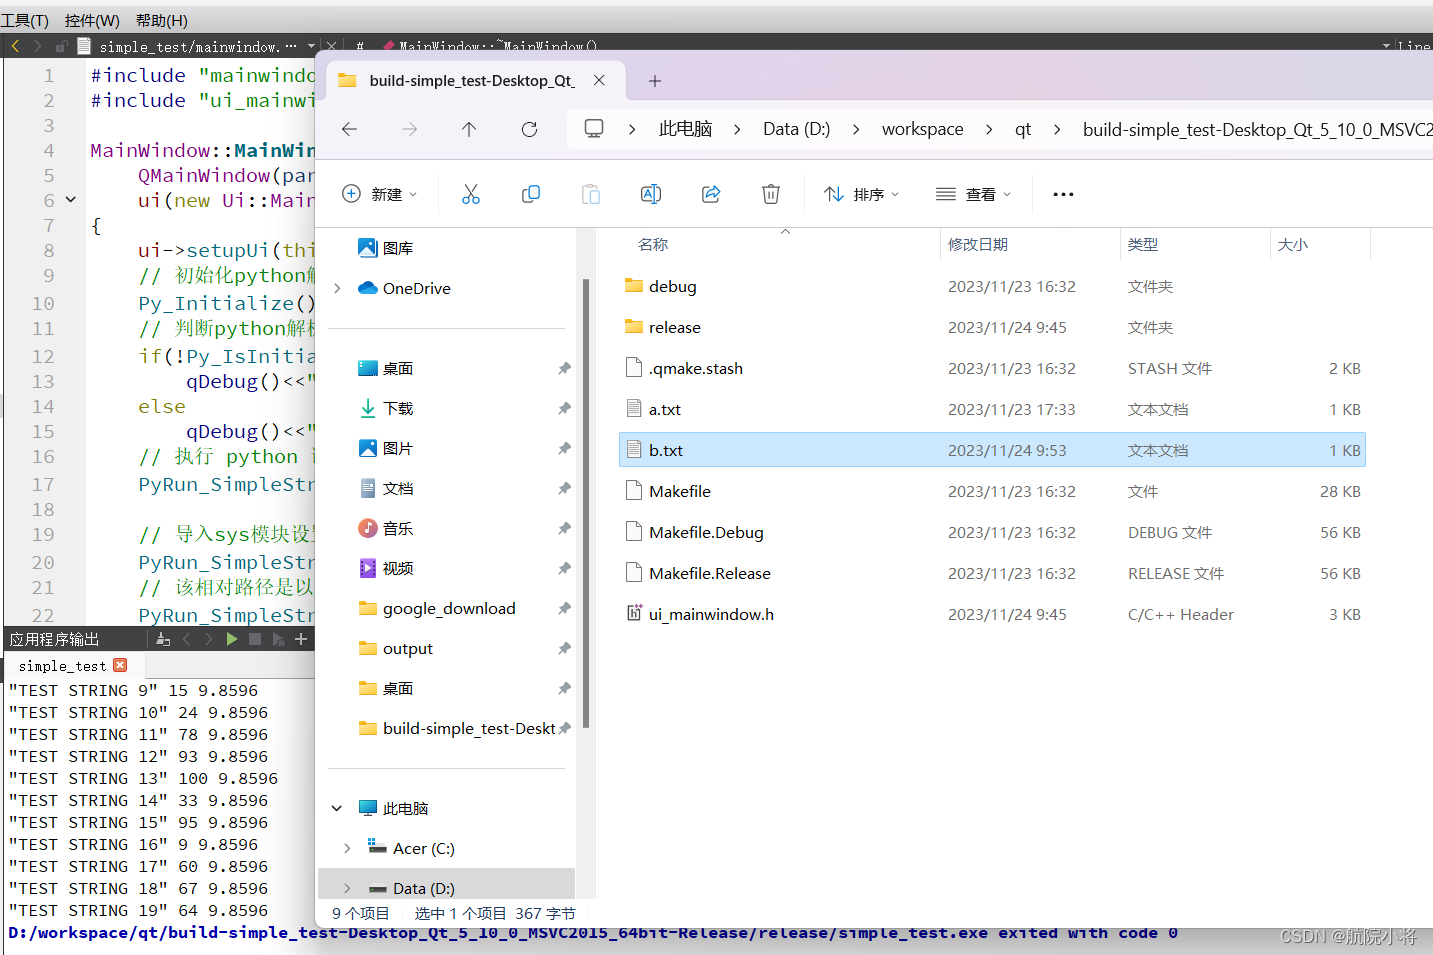 工具(T) 控件(W) 帮助(H)
simple_test/mainwindow. ··· # MainWindow::~MainWindow() Line
1 #include "mainwindo
2 #include "ui_mainwi
3
4 MainWindow::MainWin
5 QMainWindow(par
6 ui(new Ui::Main
7 {
8 ui->setupUi(thi
9 // 初始化python解
10 Py_Initialize()
11 // 判断python解析
12 if(!Py_IsInitia
13 qDebug()<<"
14 else
15 qDebug()<<"
16 // 执行 python
17 PyRun_SimpleStr
18
19 // 导入sys模块设置
20 PyRun_SimpleStr
21 // 该相对路径是以
22 PyRun_SimpleStr
应用程序输出
simple_test
"TEST STRING 9" 15 9.8596
"TEST STRING 10" 24 9.8596
"TEST STRING 11" 78 9.8596
"TEST STRING 12" 93 9.8596
"TEST STRING 13" 100 9.8596
"TEST STRING 14" 33 9.8596
"TEST STRING 15" 95 9.8596
"TEST STRING 16" 9 9.8596
"TEST STRING 17" 60 9.8596
"TEST STRING 18" 67 9.8596
"TEST STRING 19" 64 9.8596
D:/workspace/qt/build-simple_test-Desktop_Qt_5_10_0_MSVC2015_64bit-Release/release/simple_test.exe exited with code 0
build-simple_test-Desktop_Qt_
此电脑 > Data (D:) > workspace > qt > build-simple_test-Desktop_Qt_5_10_0_MSVC2
新建 排序 查看 ···
图库
OneDrive
桌面
下载
图片
文档
音乐
视频
google_download
output
桌面
build-simple_test-Deskt
此电脑
Acer (C:)
Data (D:)
名称 修改日期 类型 大小
debug 2023/11/23 16:32 文件夹
release 2023/11/24 9:45 文件夹
.qmake.stash 2023/11/23 16:32 STASH 文件 2 KB
a.txt 2023/11/23 17:33 文本文档 1 KB
b.txt 2023/11/24 9:53 文本文档 1 KB
Makefile 2023/11/23 16:32 文件 28 KB
Makefile.Debug 2023/11/23 16:32 DEBUG 文件 56 KB
Makefile.Release 2023/11/23 16:32 RELEASE 文件 56 KB
ui_mainwindow.h 2023/11/24 9:45 C/C++ Header 3 KB
9 个项目 选中 1 个项目 367 字节
CSDN @航院小将